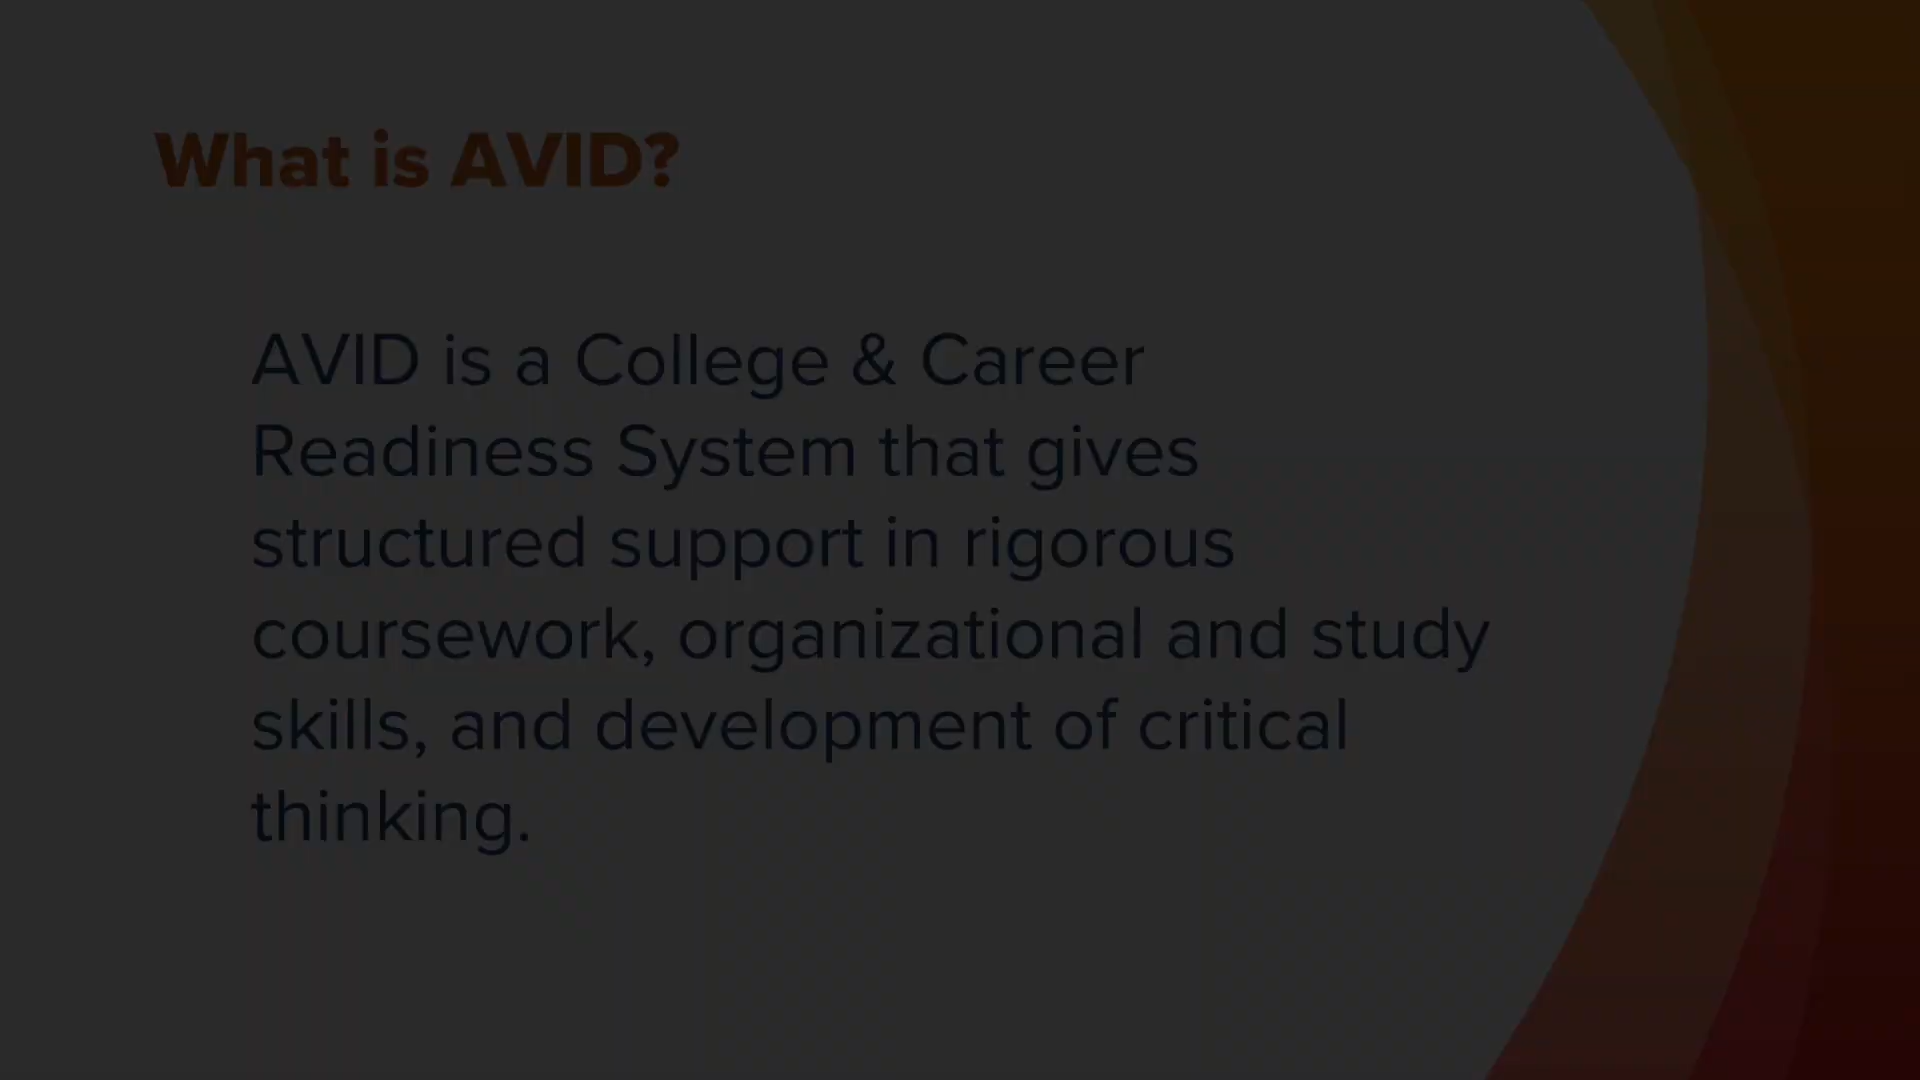 What is AVID?
AVID is a College & Career
Readiness System that gives
structured support in rigorous
coursework, organizational and study
skills, and development of critical
thinking.